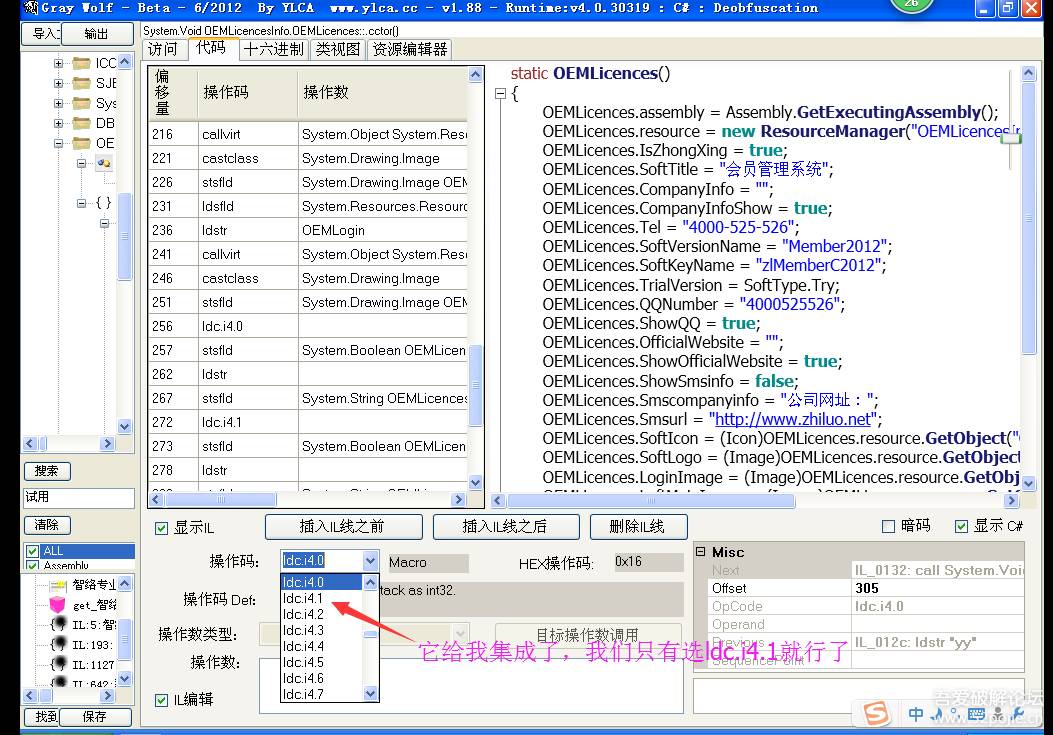 Gray Wolf - Beta - 6/2012 By YLCA www.ylca.cc - v1.88 - Runtime:v4.0.30319 : C# : Deobfuscation
26
导入 输出
System.Void OEMLicencesInfo.OEMLicences::.cctor()
访问 代码 十六进制 类视图 资源编辑器
ICC
SJE
Sys
DB
OE
{ }
偏移量 操作码 操作数
216 callvirt System.Object System.Reso
221 castclass System.Drawing.Image
226 stsfld System.Drawing.Image OEM
231 ldsfld System.Resources.Resourc
236 ldstr OEMLogin
241 callvirt System.Object System.Reso
246 castclass System.Drawing.Image
251 stsfld System.Drawing.Image OEM
256 ldc.i4.0
257 stsfld System.Boolean OEMLicen
262 ldstr
267 stsfld System.String OEMLicences
272 ldc.i4.1
273 stsfld System.Boolean OEMLicen
278 ldstr
static OEMLicences()
{
OEMLicences.assembly = Assembly.GetExecutingAssembly();
OEMLicences.resource = new ResourceManager("OEMLicences
OEMLicences.IsZhongXing = true;
OEMLicences.SoftTitle = "会员管理系统";
OEMLicences.CompanyInfo = "";
OEMLicences.CompanyInfoShow = true;
OEMLicences.Tel = "4000-525-526";
OEMLicences.SoftVersionName = "Member2012";
OEMLicences.SoftKeyName = "zlMemberC2012";
OEMLicences.TrialVersion = SoftType.Try;
OEMLicences.QQNumber = "4000525526";
OEMLicences.ShowQQ = true;
OEMLicences.OfficialWebsite = "";
OEMLicences.ShowOfficialWebsite = true;
OEMLicences.ShowSmsinfo = false;
OEMLicences.Smscompanyinfo = "公司网址：";
OEMLicences.Smsurl = "http://www.zhiluo.net";
OEMLicences.SoftIcon = (Icon)OEMLicences.resource.GetObject("
OEMLicences.SoftLogo = (Image)OEMLicences.resource.GetObject
OEMLicences.LoginImage = (Image)OEMLicences.resource.GetObj
搜索
试用
清除
ALL
Assembly
智络专业
get_智络
IL:5:智
IL:193:
IL:1127
IL:642:
找到 保存
显示IL 插入IL线之前 插入IL线之后 删除IL线 暗码 显示 C#
操作码: ldc.i4.0 Macro HEX操作码: 0x16
操作码 Def: tack as int32.
操作数类型: 目标操作数调用
操作数:
IL编辑
ldc.i4.0
ldc.i4.1
ldc.i4.2
ldc.i4.3
ldc.i4.4
ldc.i4.5
ldc.i4.6
ldc.i4.7
它给我集成了，我们只有选ldc.i4.1就行了
Misc
Next IL_0132: call System.Void
Offset 305
OpCode ldc.i4.0
Operand
Previous IL_012c: ldstr "yy"
SequencePoint
中
吾爱破解论坛
www.52pojie.cn